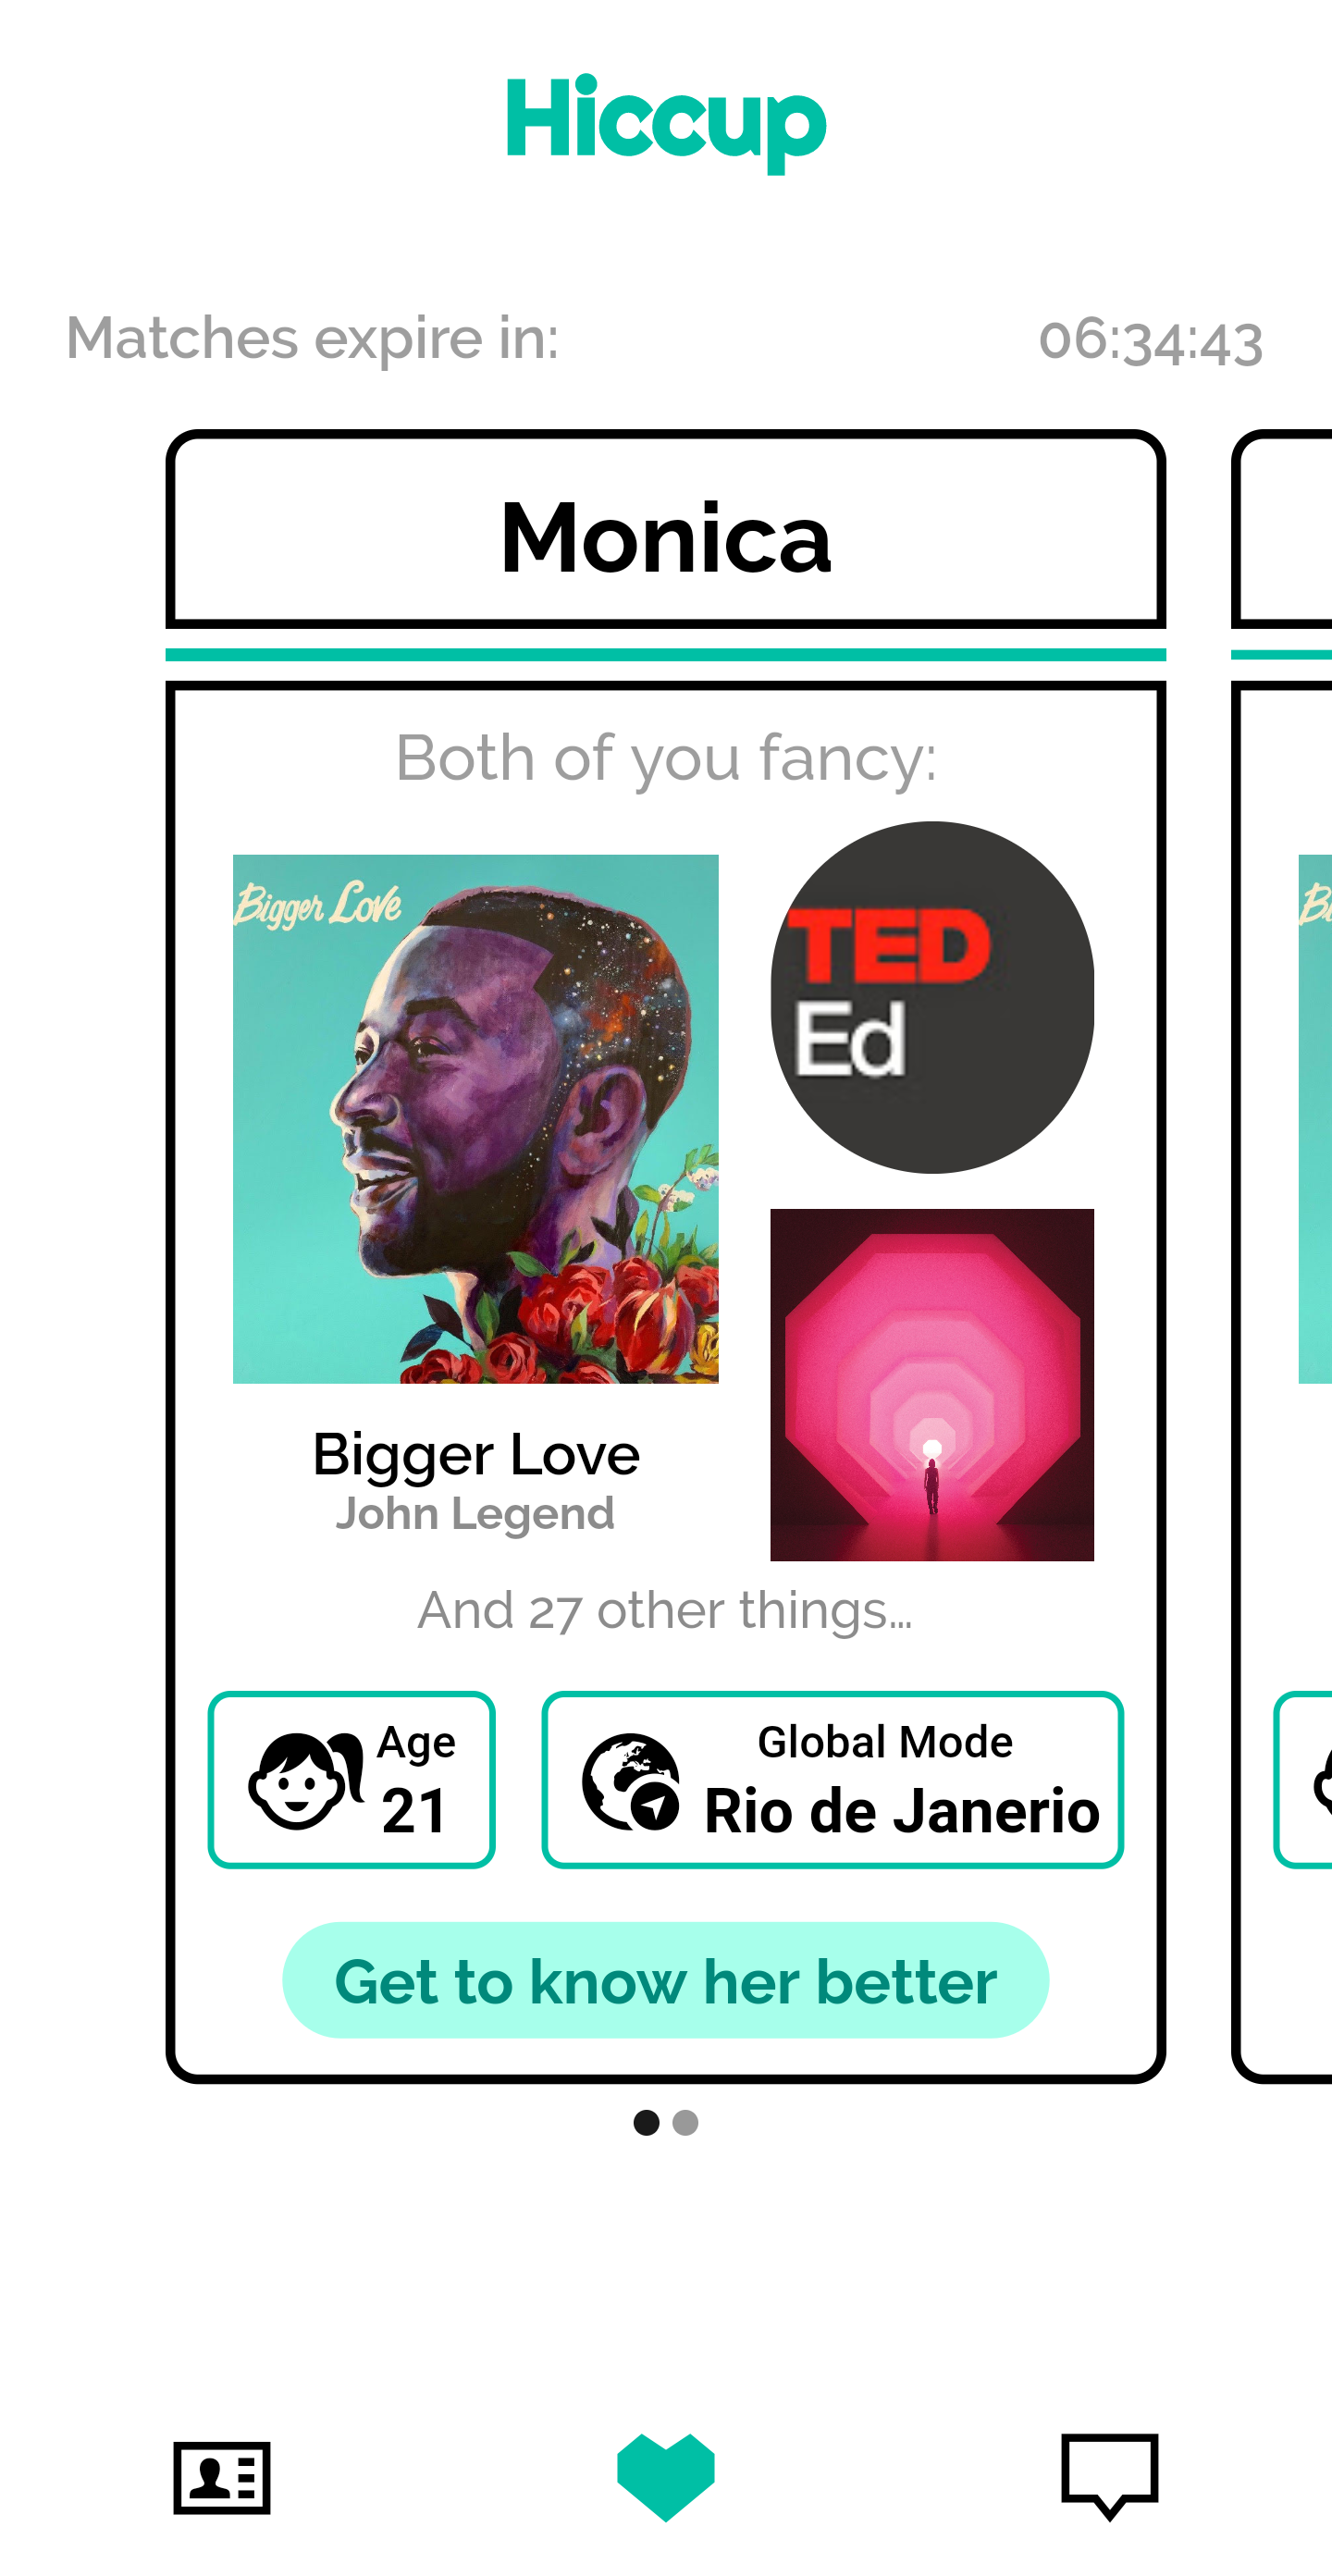 Hiccup
Matches expire in: 06:34:43
Monica
Both of you fancy:
Bigger Love
TED
Ed
Bigger Love
John Legend
And 27 other things...
Age
21
Global Mode
Rio de Janerio
Get to know her better